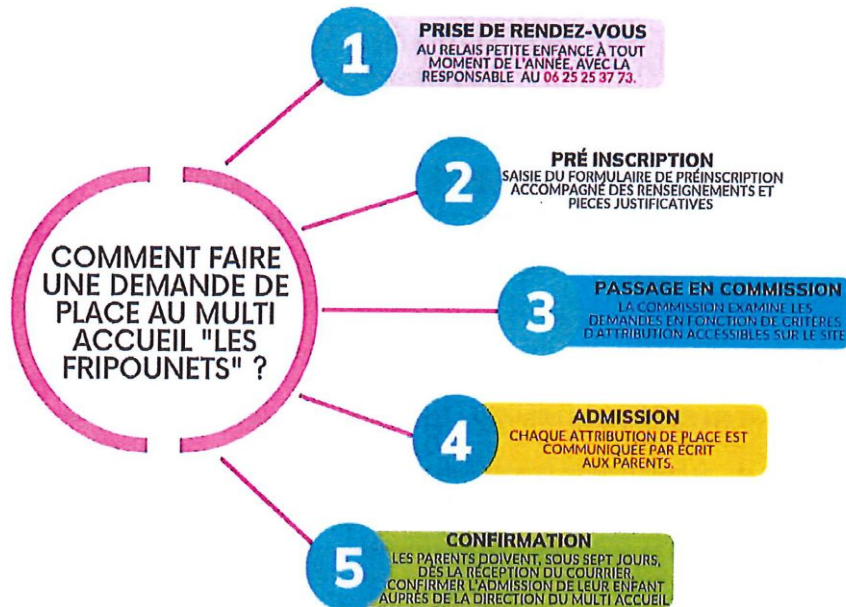 COMMENT FAIRE
UNE DEMANDE DE
PLACE AU MULTI
ACCUEIL "LES
FRIPOUNETS" ?
1
PRISE DE RENDEZ-VOUS
AU RELAIS PETITE ENFANCE À TOUT
MOMENT DE L'ANNÉE, AVEC LA
RESPONSABLE AU 06 25 25 37 73.
2
PRÉ INSCRIPTION
SAISIE DU FORMULAIRE DE PRÉINSCRIPTION
ACCOMPAGNÉ DES RENSEIGNEMENTS ET
PIECES JUSTIFICATIVES
3
PASSAGE EN COMMISSION
LA COMMISSION EXAMINE LES
DEMANDES EN FONCTION DE CRITÈRES
D'ATTRIBUTION ACCESSIBLES SUR LE SITE
4
ADMISSION
CHAQUE ATTRIBUTION DE PLACE EST
COMMUNIQUÉE PAR ÉCRIT
AUX PARENTS.
5
CONFIRMATION
LES PARENTS DOIVENT, SOUS SEPT JOURS,
DÈS LA RÉCEPTION DU COURRIER,
CONFIRMER L'ADMISSION DE LEUR ENFANT
AUPRÈS DE LA DIRECTION DU MULTI ACCUEIL